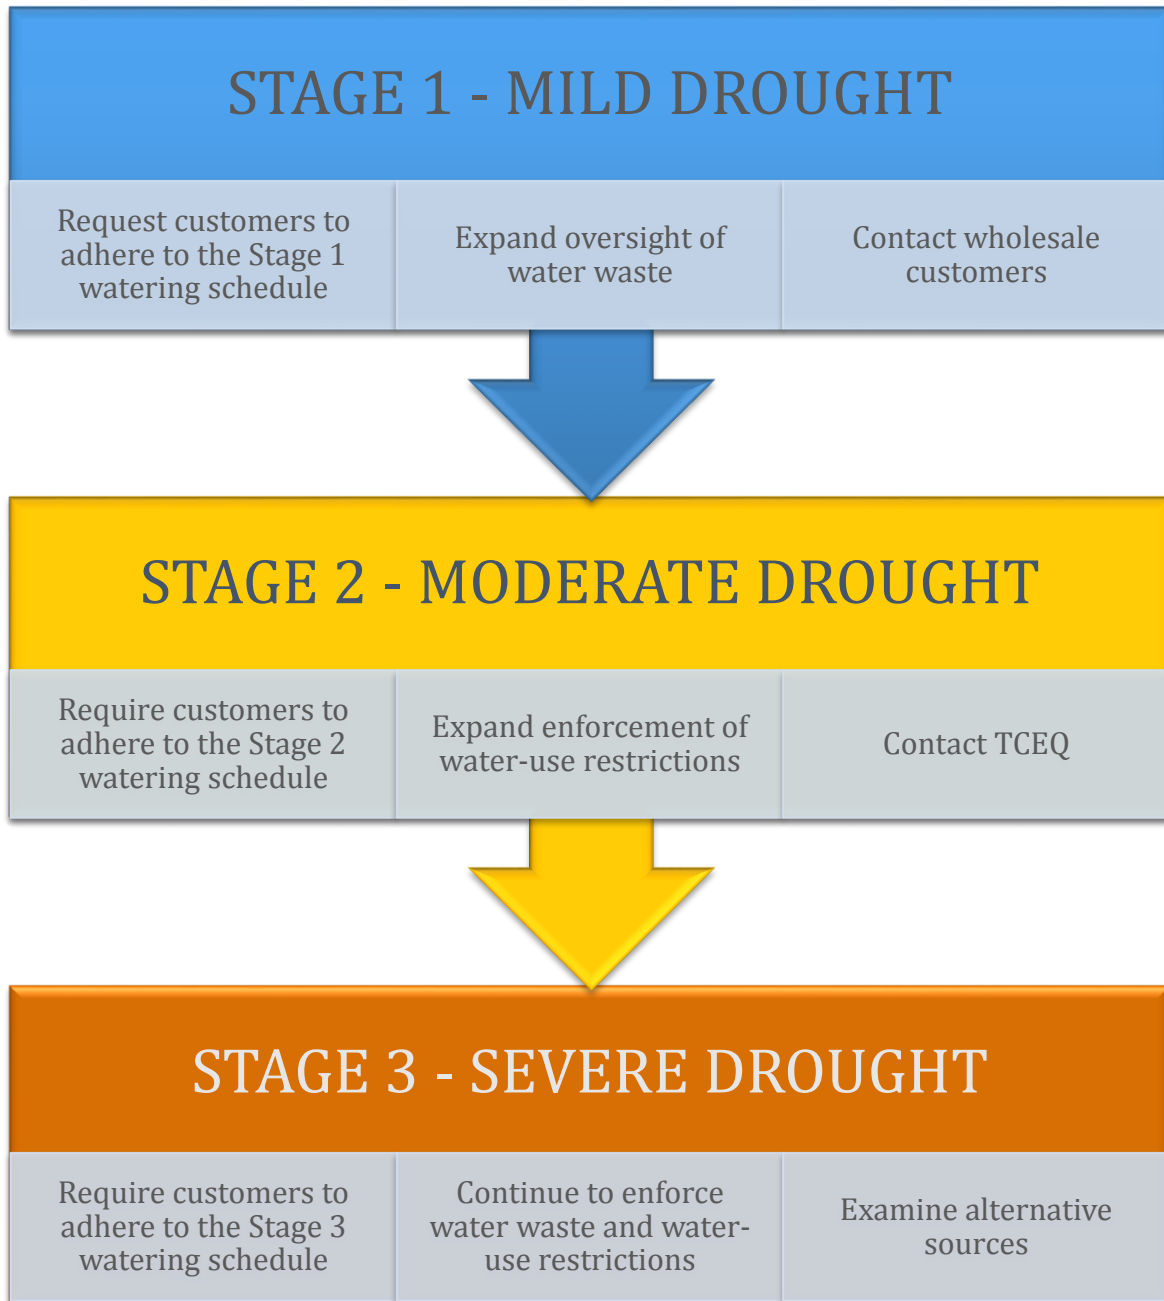 STAGE 1 - MILD DROUGHT
Request customers to
adhere to the Stage 1
watering schedule
Expand oversight of
water waste
Contact wholesale
customers
STAGE 2 - MODERATE DROUGHT
Require customers to
adhere to the Stage 2
watering schedule
Expand enforcement of
water-use restrictions
Contact TCEQ
STAGE 3 - SEVERE DROUGHT
Require customers to
adhere to the Stage 3
watering schedule
Continue to enforce
water waste and water-
use restrictions
Examine alternative
sources